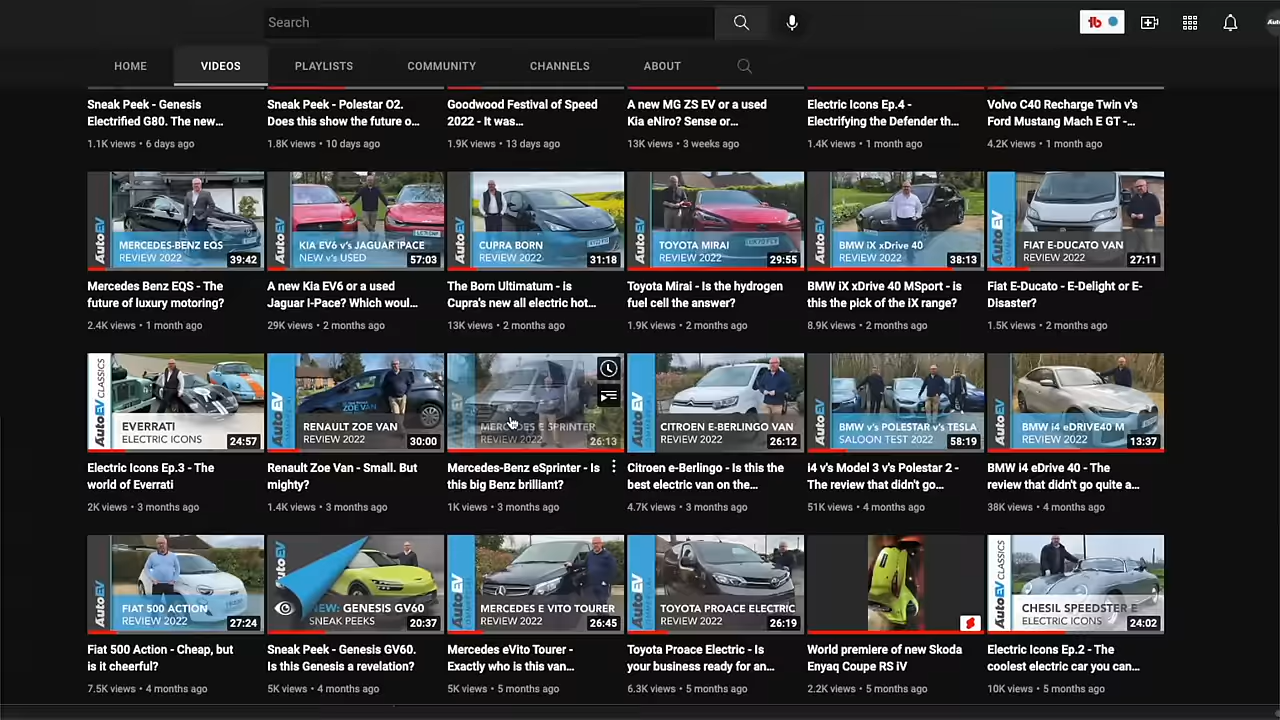 Search
HOME
VIDEOS
PLAYLISTS
COMMUNITY
CHANNELS
ABOUT
Sneak Peek - Genesis
Electrified G80. The new...
1.1K views • 6 days ago
Sneak Peek - Polestar O2.
Does this show the future o...
1.8K views • 10 days ago
Goodwood Festival of Speed
2022 - It was...
1.9K views • 13 days ago
A new MG ZS EV or a used
Kia eNiro? Sense or...
13K views • 3 weeks ago
Electric Icons Ep.4 -
Electrifying the Defender th...
1.4K views • 1 month ago
Volvo C40 Recharge Twin v's
Ford Mustang Mach E GT -...
4.2K views • 1 month ago
AutoEV
MERCEDES-BENZ EQS
REVIEW 2022
39:42
Mercedes Benz EQS - The
future of luxury motoring?
2.4K views • 1 month ago
AutoEV
KIA EV6 v's JAGUAR IPACE
NEW v's USED
57:03
A new Kia EV6 or a used
Jaguar I-Pace? Which woul...
29K views • 2 months ago
AutoEV
CUPRA BORN
REVIEW 2022
31:18
The Born Ultimatum - is
Cupra's new all electric hot...
13K views • 2 months ago
AutoEV
TOYOTA MIRAI
REVIEW 2022
29:55
Toyota Mirai - Is the hydrogen
fuel cell the answer?
1.9K views • 2 months ago
AutoEV
BMW iX xDrive 40
REVIEW 2022
38:13
BMW iX xDrive 40 MSport - is
this the pick of the iX range?
8.9K views • 2 months ago
AutoEV
FIAT E-DUCATO VAN
27:11
Fiat E-Ducato - E-Delight or E-
Disaster?
1.5K views • 2 months ago
AutoEV CLASSICS
EVERRATI
ELECTRIC ICONS
24:57
Electric Icons Ep.3 - The
world of Everrati
2K views • 3 months ago
AutoEV
RENAULT ZOE VAN
REVIEW 2022
30:00
Renault Zoe Van - Small. But
mighty?
1.4K views • 3 months ago
MERCEDES E SPRINTER
REVIEW 2022
26:13
Mercedes-Benz eSprinter - Is
this big Benz brilliant?
1K views • 3 months ago
AutoEV
CITROEN E-BERLINGO VAN
REVIEW 2022
26:12
Citroen e-Berlingo - Is this the
best electric van on the...
4.7K views • 3 months ago
AutoEV
BMW v's POLESTAR v's TESLA
SALOON TEST 2022
58:19
i4 v's Model 3 v's Polestar 2 -
The review that didn't go...
51K views • 4 months ago
AutoEV
BMW i4 eDRIVE40 M
REVIEW 2022
13:37
BMW i4 eDrive 40 - The
review that didn't go quite a...
38K views • 4 months ago
AutoEV
FIAT 500 ACTION
REVIEW 2022
27:24
Fiat 500 Action - Cheap, but
is it cheerful?
7.5K views • 4 months ago
AutoEV
NEW: GENESIS GV60
SNEAK PEEKS
20:37
Sneak Peek - Genesis GV60.
Is this Genesis a revelation?
5K views • 4 months ago
AutoEV
MERCEDES E VITO TOURER
REVIEW 2022
26:45
Mercedes eVito Tourer -
Exactly who is this van...
5K views • 5 months ago
AutoEV
TOYOTA PROACE ELECTRIC
REVIEW 2022
26:19
Toyota Proace Electric - Is
your business ready for an...
6.3K views • 5 months ago
World premiere of new Skoda
Enyaq Coupe RS iV
2.2K views • 5 months ago
AutoEV CLASSICS
CHESIL SPEEDSTER E
ELECTRIC ICONS
24:02
Electric Icons Ep.2 - The
coolest electric car you can...
10K views • 5 months ago